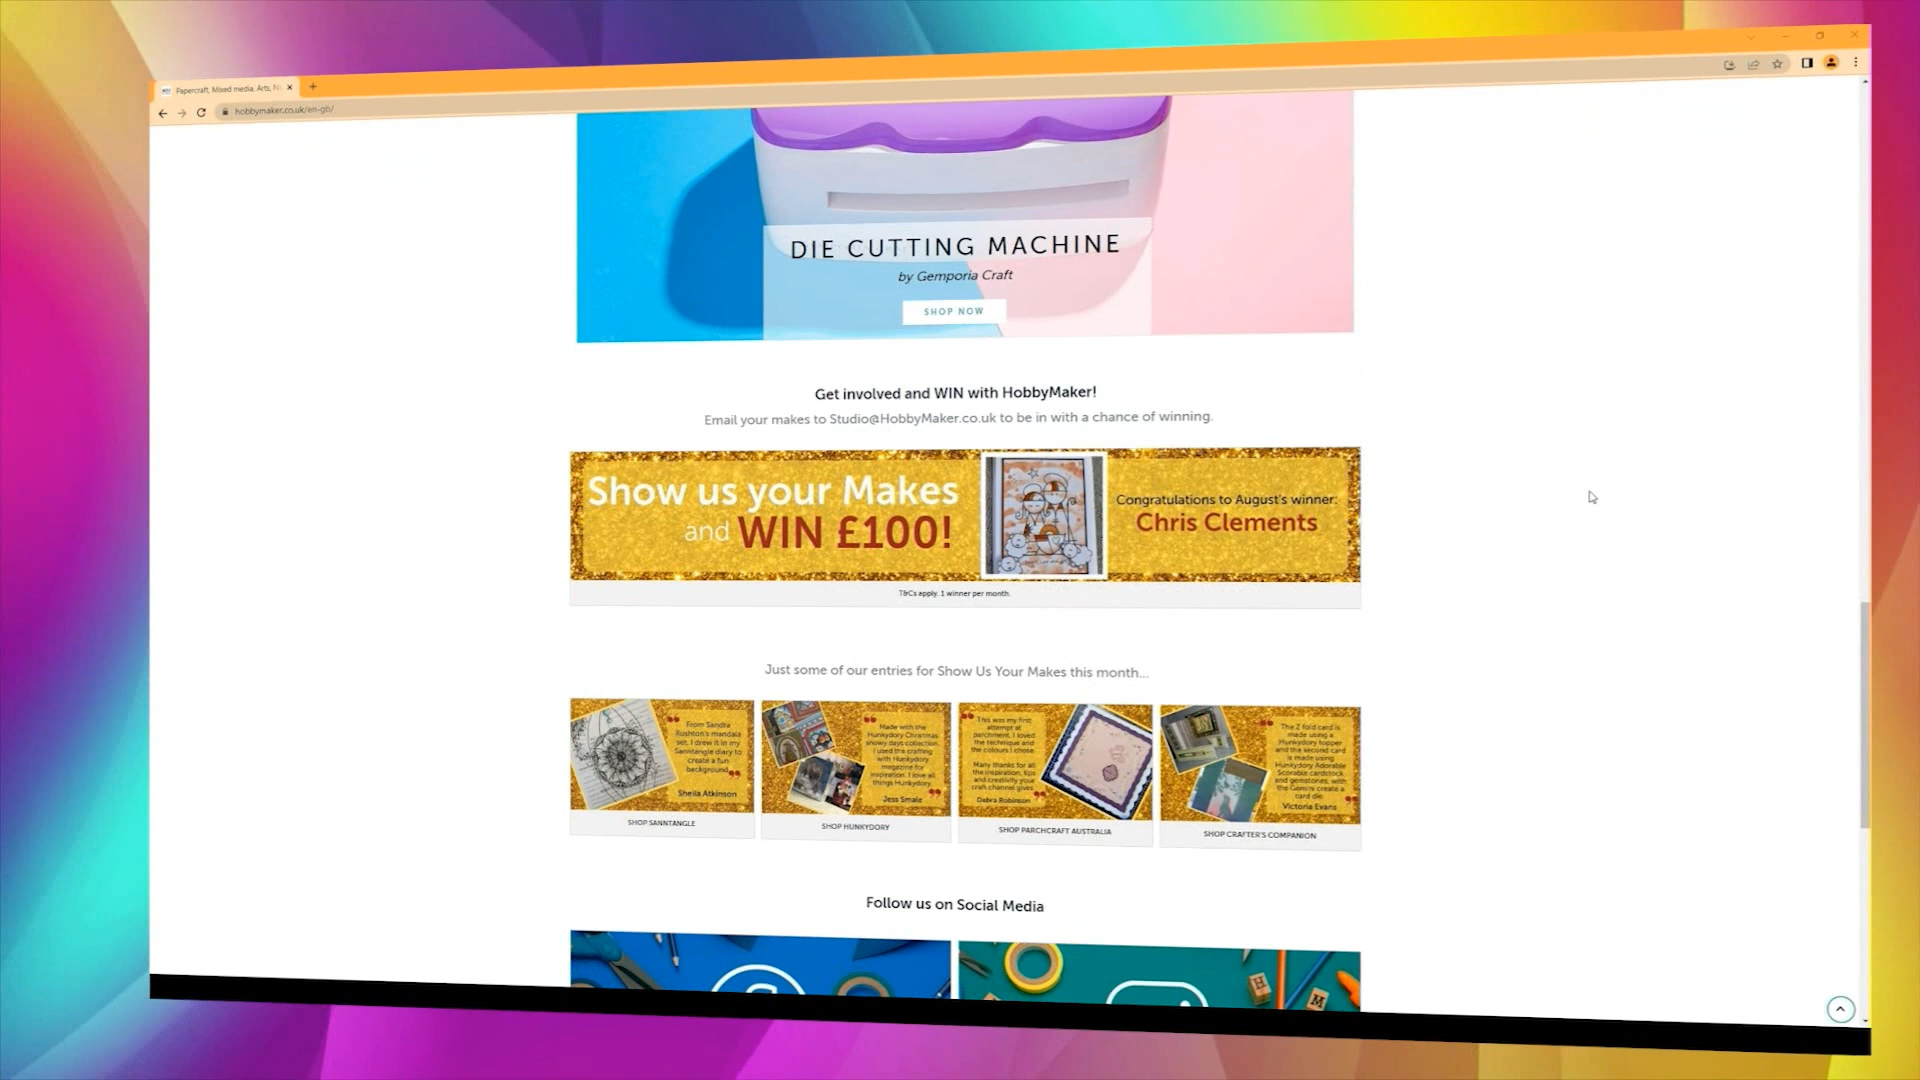 Papercraft, Mixed media, Arts, N
hobbymaker.co.uk/en-gb/
DIE CUTTING MACHINE
by Gemporia Craft
SHOP NOW
Get involved and WIN with HobbyMaker!
Email your makes to Studio@HobbyMaker.co.uk to be in with a chance of winning.
Show us your Makes
and WIN £100!
Congratulations to August's winner:
Chris Clements
T&Cs apply. 1 winner per month.
Just some of our entries for Show Us Your Makes this month...
From Sandra
Rushton's mandala
set. I drew it in my
Sanntangle diary to
create a fun
background
Sheila Atkinson
SHOP SANNTANGLE
Made with the
Hunkydory Christmas
snowy days collection.
I used the crafting
with Hunkydory
magazine for
inspiration. I love all
things Hunkydory.
Jess Smale
SHOP HUNKYDORY
This was my first
attempt at
parchment. I loved
the technique and
the colours I chose
Many thanks for all
the inspiration, tips
and creativity your
craft channel gives
Debra Robinson
SHOP PARCHCRAFT AUSTRALIA
The Z fold card is
made using a
Hunkydory topper
and the second card
is made using
Hunkydory Adorable
Scorable cardstock
and gemstones, with
the Gemini create a
card die.
Victoria Evans
SHOP CRAFTER'S COMPANION
Follow us on Social Media
H
M